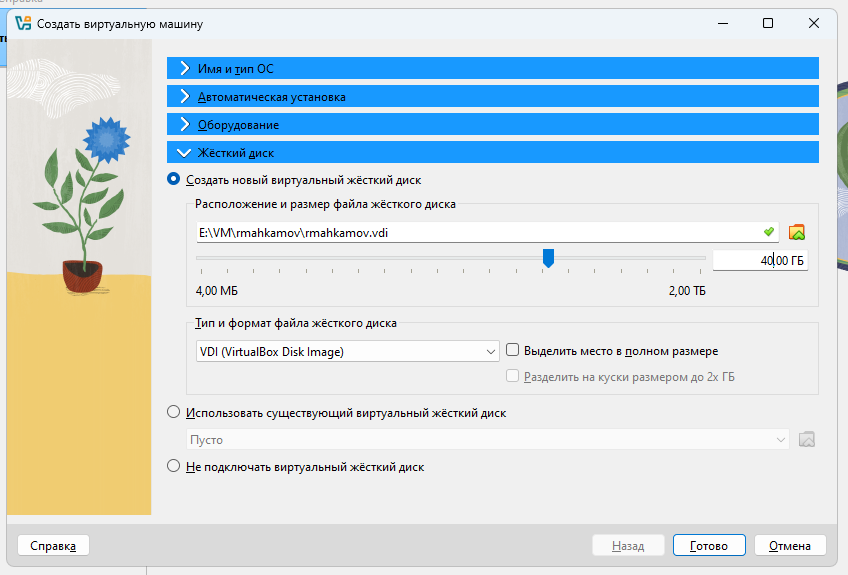 Создать виртуальную машину
Имя и тип ОС
Автоматическая установка
Оборудование
Жёсткий диск
Создать новый виртуальный жёсткий диск
Расположение и размер файла жёсткого диска
E:\VM\rmahkamov\rmahkamov.vdi
40,00 ГБ
4,00 МБ
2,00 ТБ
Тип и формат файла жёсткого диска
VDI (VirtualBox Disk Image)
Выделить место в полном размере
Разделить на куски размером до 2х ГБ
Использовать существующий виртуальный жёсткий диск
Пусто
Не подключать виртуальный жёсткий диск
Справка
Назад
Готово
Отмена